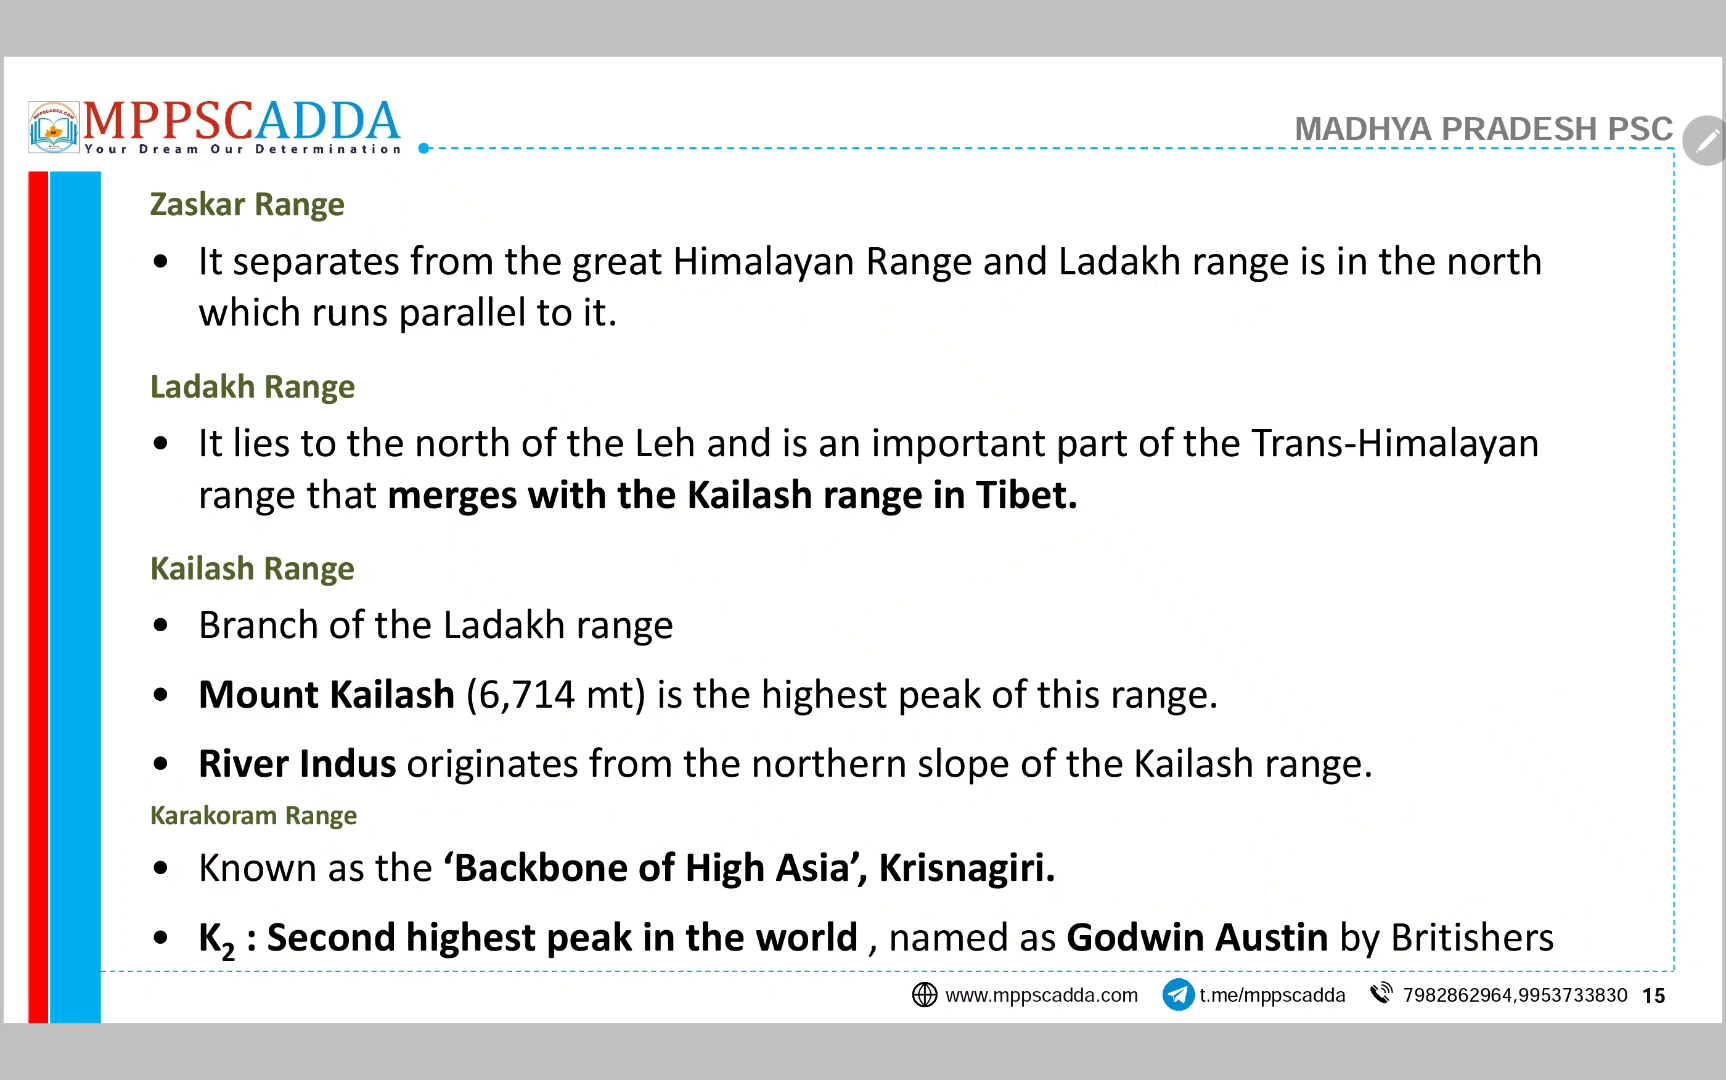 MPPSCADDA
Your Dream Our Determination
MADHYA PRADESH PSC
Zaskar Range
• It separates from the great Himalayan Range and Ladakh range is in the north
which runs parallel to it.
Ladakh Range
• It lies to the north of the Leh and is an important part of the Trans-Himalayan
range that merges with the Kailash range in Tibet.
Kailash Range
• Branch of the Ladakh range
• Mount Kailash (6,714 mt) is the highest peak of this range.
• River Indus originates from the northern slope of the Kailash range.
Karakoram Range
• Known as the ‘Backbone of High Asia’, Krisnagiri.
• K₂ : Second highest peak in the world , named as Godwin Austin by Britishers
www.mppscadda.com t.me/mppscadda 7982862964,9953733830 15